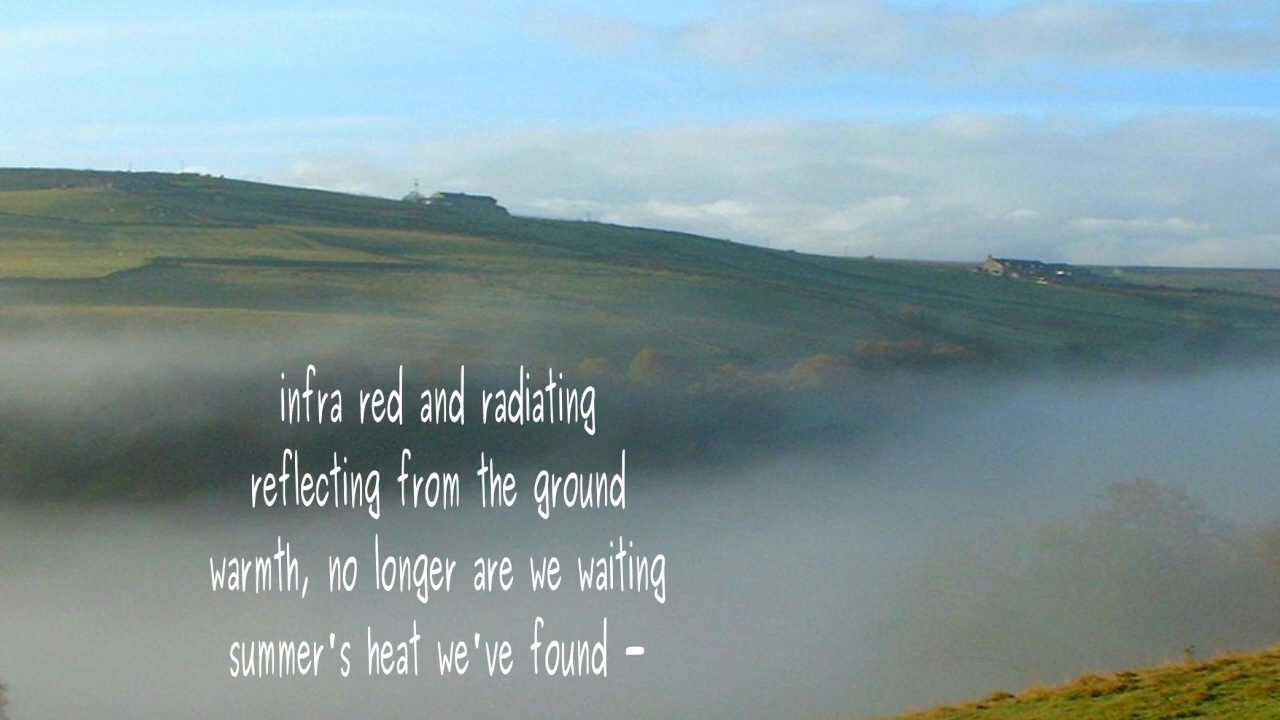 infra red and radiating
reflecting from the ground
warmth, no longer are we waiting
summer's heat we've found -